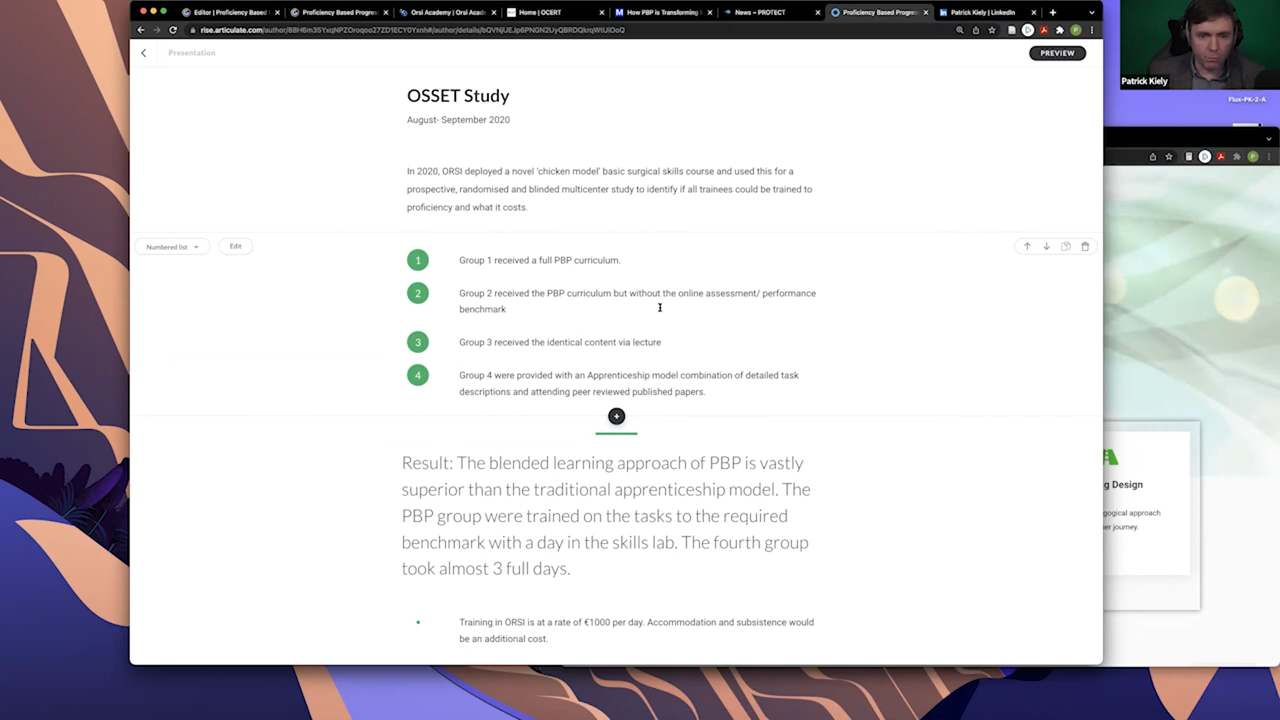 Editor | Proficiency Based
Proficiency Based Progres
Orsi Academy | Orsi Acad
Home | OCERT
How PBP is Transforming
News – PROTECT
Proficiency Based Progres
Patrick Kiely | LinkedIn
Presentation
PREVIEW
Patrick Kiely
Flux-PK-2-A
OSSET Study
August- September 2020
In 2020, ORSI deployed a novel ‘chicken model’ basic surgical skills course and used this for a
prospective, randomised and blinded multicenter study to identify if all trainees could be trained to
proficiency and what it costs.
Numbered list
Edit
1 Group 1 received a full PBP curriculum.
2 Group 2 received the PBP curriculum but without the online assessment/ performance
benchmark
3 Group 3 received the identical content via lecture
4 Group 4 were provided with an Apprenticeship model combination of detailed task
descriptions and attending peer reviewed published papers.
Result: The blended learning approach of PBP is vastly
superior than the traditional apprenticeship model. The
PBP group were trained on the tasks to the required
benchmark with a day in the skills lab. The fourth group
took almost 3 full days.
Training in ORSI is at a rate of €1000 per day. Accommodation and subsistence would
be an additional cost.
g Design
gogical approach
er journey.